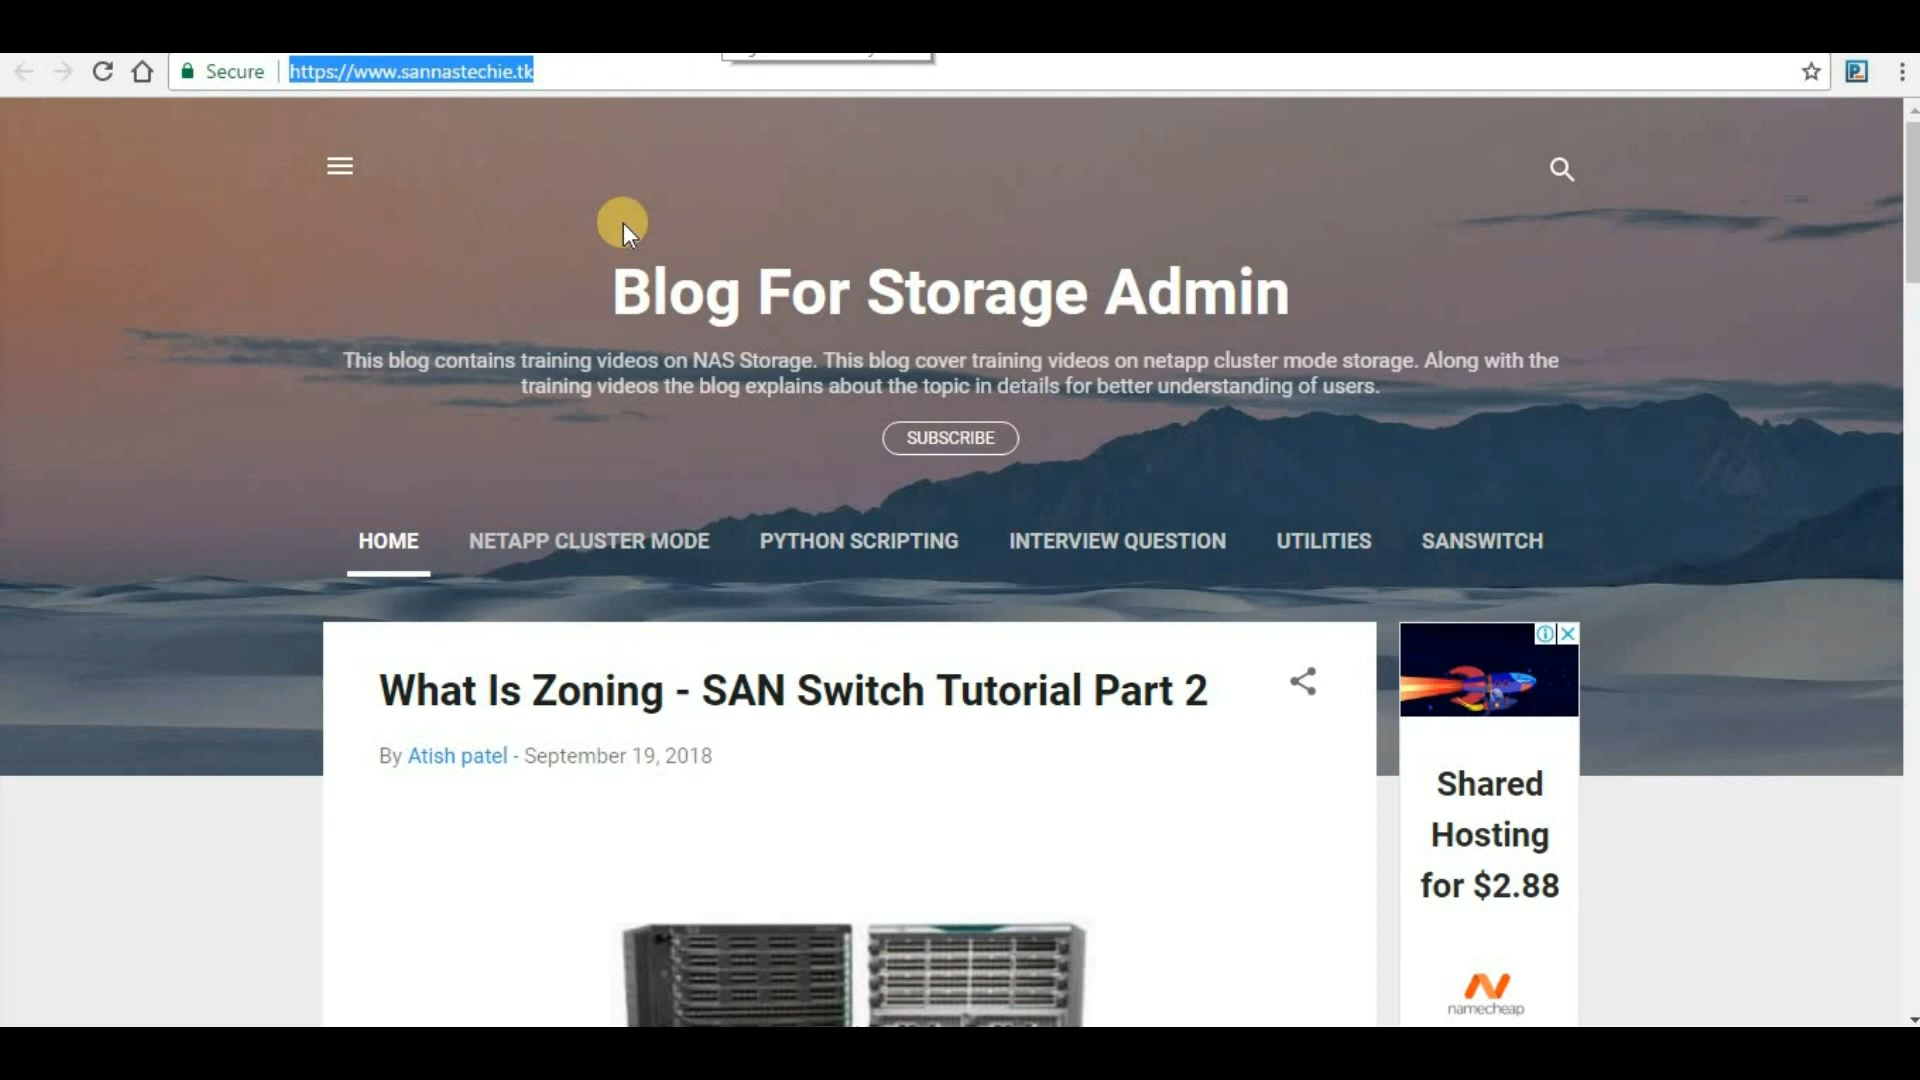 Secure
https://www.sannastechie.tk
Blog For Storage Admin
This blog contains training videos on NAS Storage. This blog cover training videos on netapp cluster mode storage. Along with the
training videos the blog explains about the topic in details for better understanding of users.
SUBSCRIBE
HOME
NETAPP CLUSTER MODE
PYTHON SCRIPTING
INTERVIEW QUESTION
UTILITIES
SANSWITCH
What Is Zoning - SAN Switch Tutorial Part 2
By Atish patel - September 19, 2018
Shared
Hosting
for $2.88
namecheap